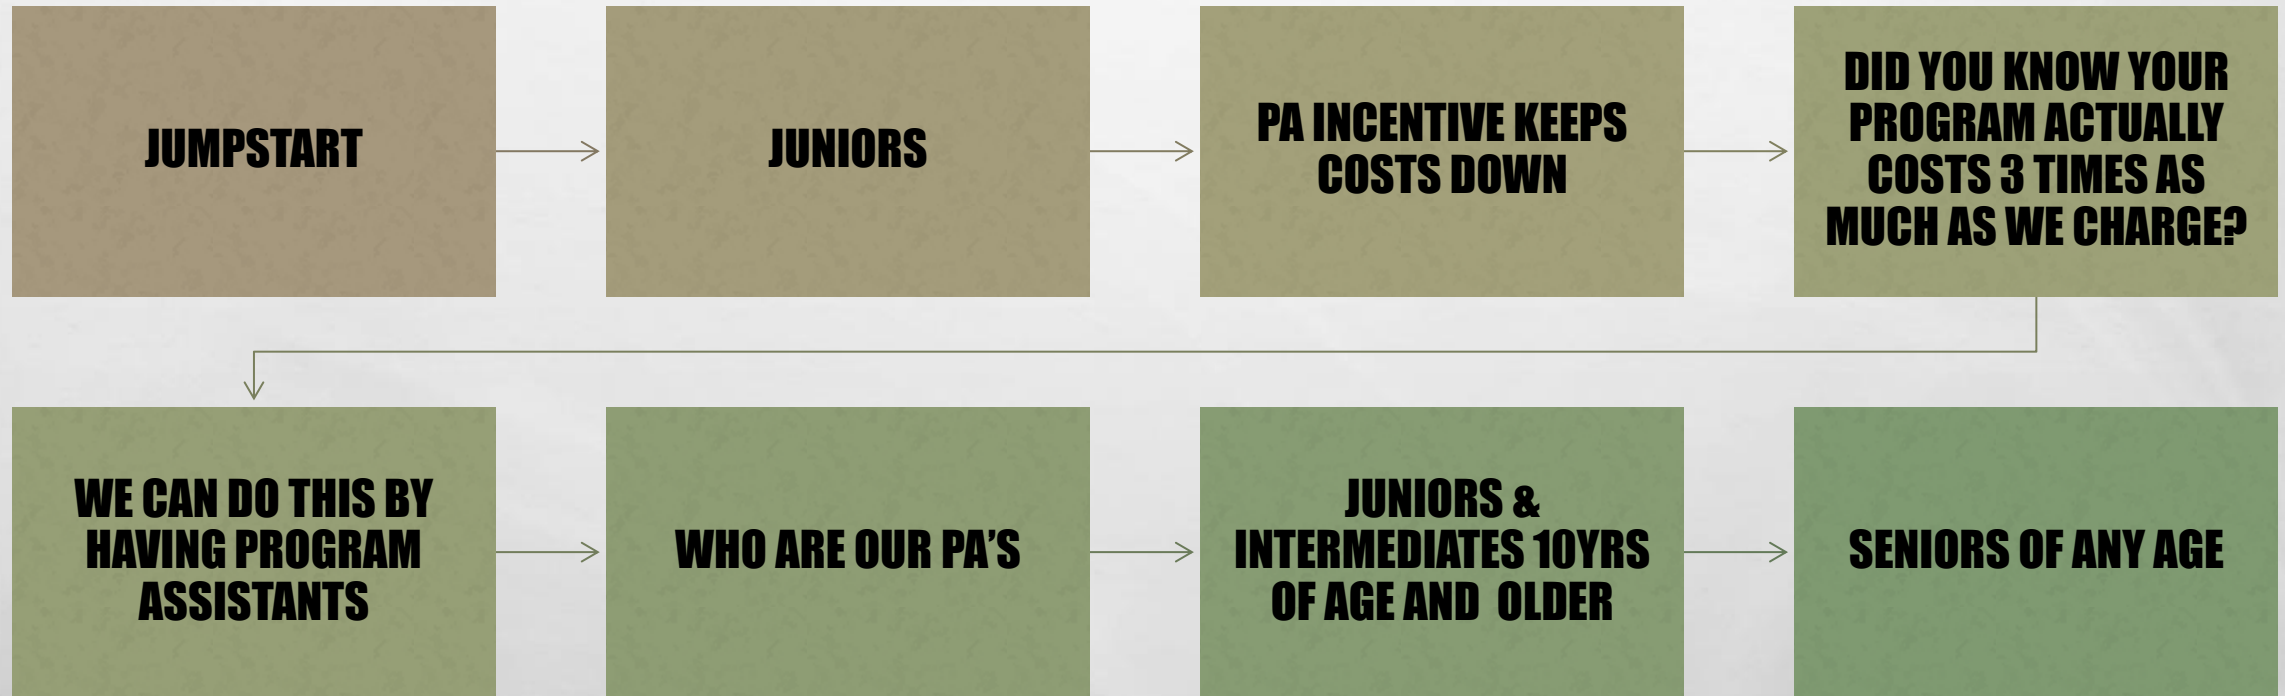 JUMPSTART
JUNIORS
PA INCENTIVE KEEPS
COSTS DOWN
DID YOU KNOW YOUR
PROGRAM ACTUALLY
COSTS 3 TIMES AS
MUCH AS WE CHARGE?
WE CAN DO THIS BY
HAVING PROGRAM
ASSISTANTS
WHO ARE OUR PA’S
JUNIORS &
INTERMEDIATES 10YRS
OF AGE AND OLDER
SENIORS OF ANY AGE